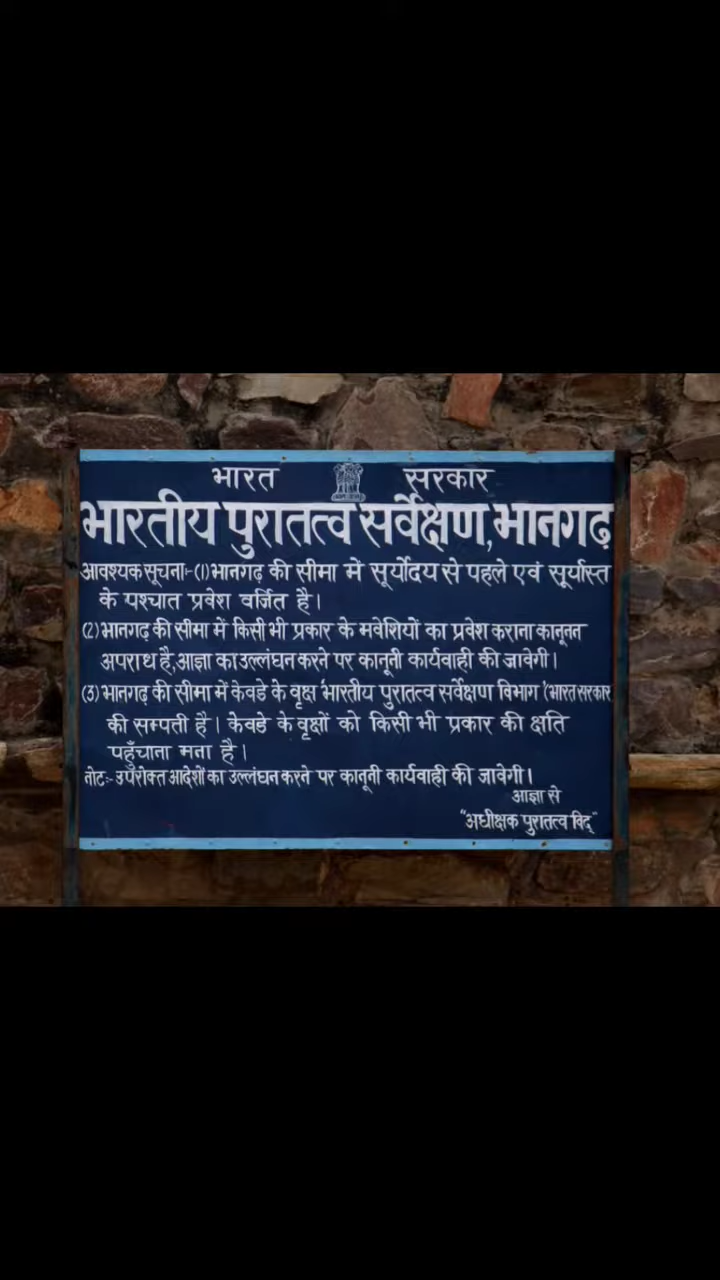 भारत सरकार
भारतीय पुरातत्व सर्वेक्षण,भानगढ़
आवश्यक सूचनाः-(1) भानगढ़ की सीमा में सूर्योदय से पहले एवं सूर्यास्त
के पश्चात प्रवेश वर्जित है।
(2) भानगढ़ की सीमा में किसी भी प्रकार के मवेशियों का प्रवेश कराना कानूनन
अपराध है,आज्ञा का उल्लंघन करने पर कानूनी कार्यवाही की जावेगी।
(3) भानगढ़ की सीमा में केवडे के वृक्ष 'भारतीय पुरातत्व सर्वेक्षण विभाग 'भारत सरकार
की सम्पती है। केवडे के वृक्षों को किसी भी प्रकार की क्षति
पहुँचाना मना है।
नोटः- उपरोक्त आदेशों का उल्लंघन करने पर कानूनी कार्यवाही की जावेगी।
आज्ञा से
"अधीक्षक पुरातत्व विद्"